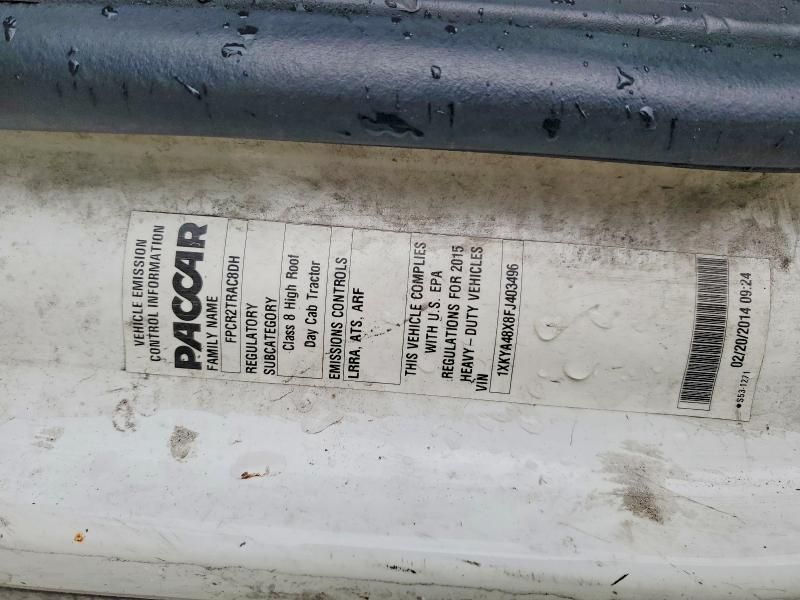 VEHICLE EMISSION
CONTROL INFORMATION
PACCAR
FAMILY NAME
FPCR2TRAC8DH
REGULATORY
SUBCATEGORY
Class 8 High Roof
Day Cab Tractor
EMISSIONS CONTROLS
LRRA, ATS, ARF
THIS VEHICLE COMPLIES
WITH U.S. EPA
REGULATIONS FOR 2015
HEAVY-DUTY VEHICLES
VIN
1XKYA48X8FJ403496
02/20/2014 09:24
●S53-1271